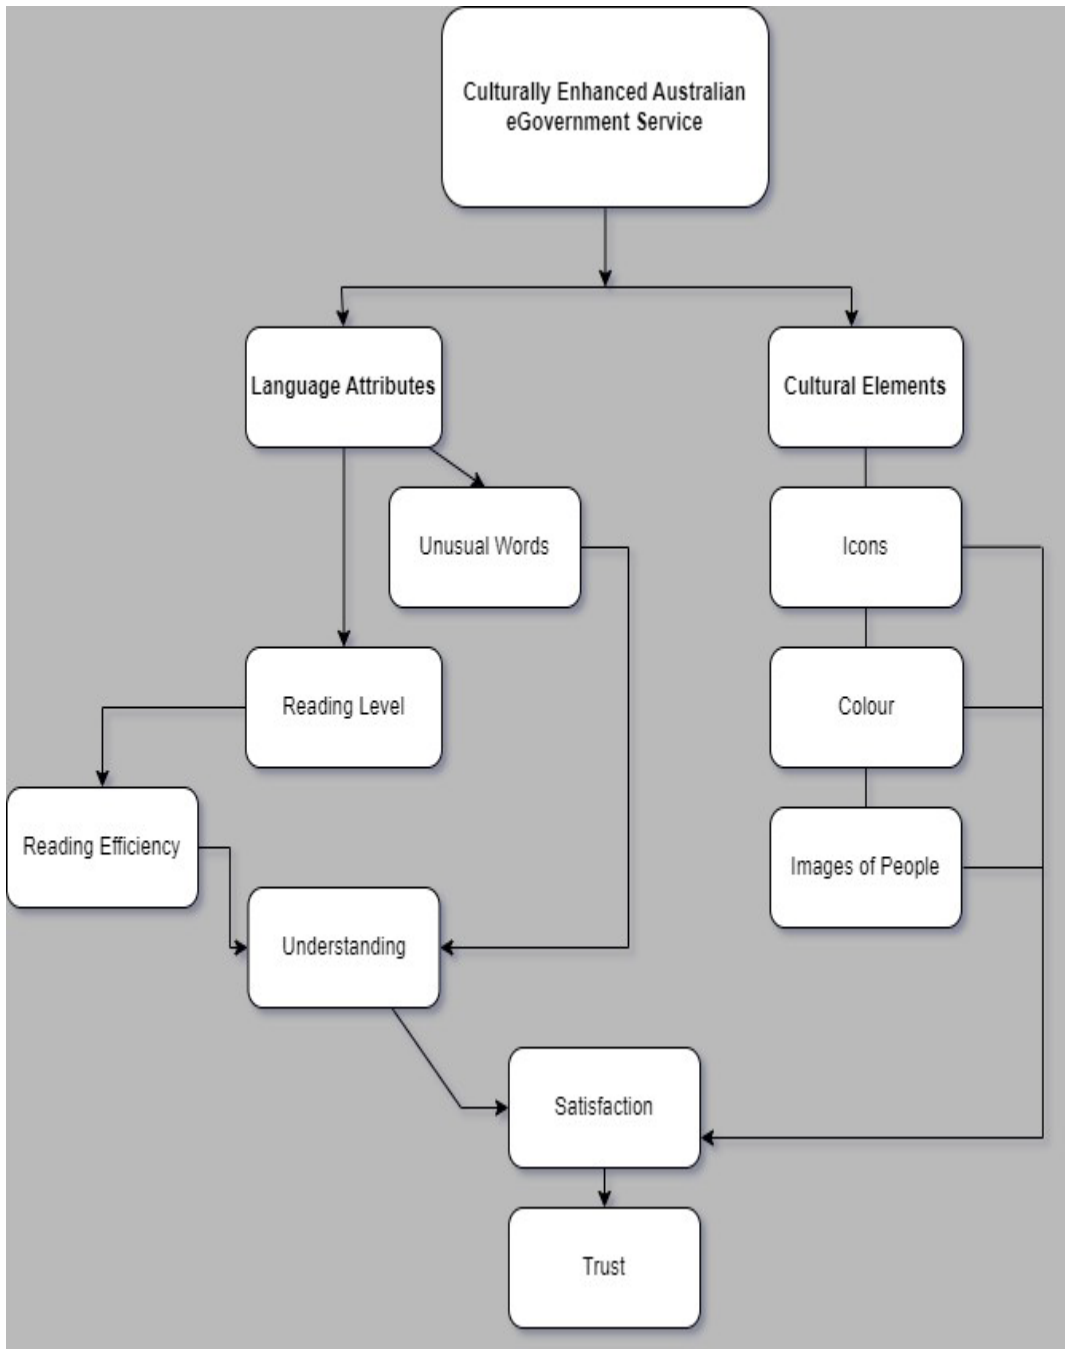 Culturally Enhanced Australian
eGovernment Service
Language Attributes
Cultural Elements
Unusual Words
Icons
Reading Level
Colour
Reading Efficiency
Images of People
Understanding
Satisfaction
Trust